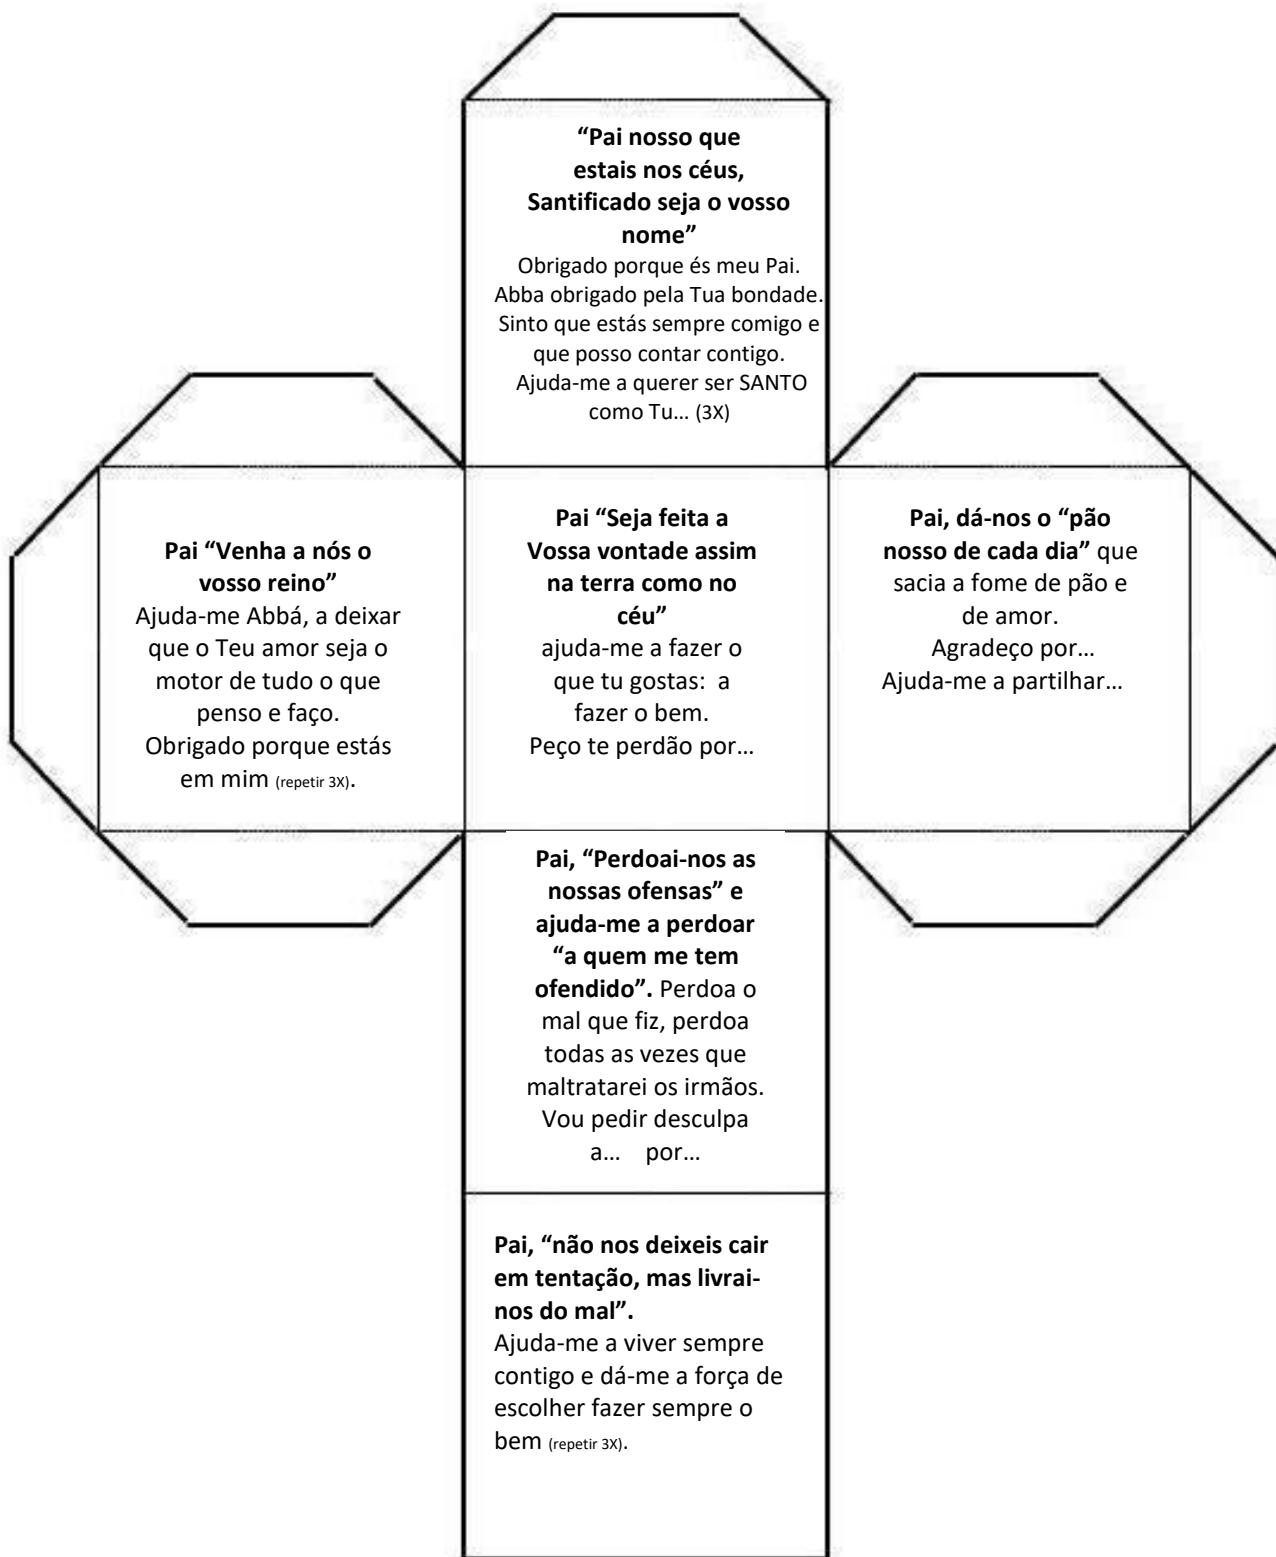 “Pai nosso que
estais nos céus,
Santificado seja o vosso
nome”
Obrigado porque és meu Pai.
Abba obrigado pela Tua bondade.
Sinto que estás sempre comigo e
que posso contar contigo.
Ajuda-me a querer ser SANTO
como Tu... (3X)
Pai “Venha a nós o
vosso reino”
Ajuda-me Abbá, a deixar
que o Teu amor seja o
motor de tudo o que
penso e faço.
Obrigado porque estás
em mim (repetir 3X).
Pai “Seja feita a
Vossa vontade assim
na terra como no
céu”
ajuda-me a fazer o
que tu gostas:  a
fazer o bem.
Peço te perdão por...
Pai, dá-nos o “pão
nosso de cada dia” que
sacia a fome de pão e
de amor.
Agradeço por...
Ajuda-me a partilhar...
Pai, “Perdoai-nos as
nossas ofensas” e
ajuda-me a perdoar
“a quem me tem
ofendido”. Perdoa o
mal que fiz, perdoa
todas as vezes que
maltratarei os irmãos.
Vou pedir desculpa
a...    por...
Pai, “não nos deixeis cair
em tentação, mas livrai-
nos do mal”.
Ajuda-me a viver sempre
contigo e dá-me a força de
escolher fazer sempre o
bem (repetir 3X).